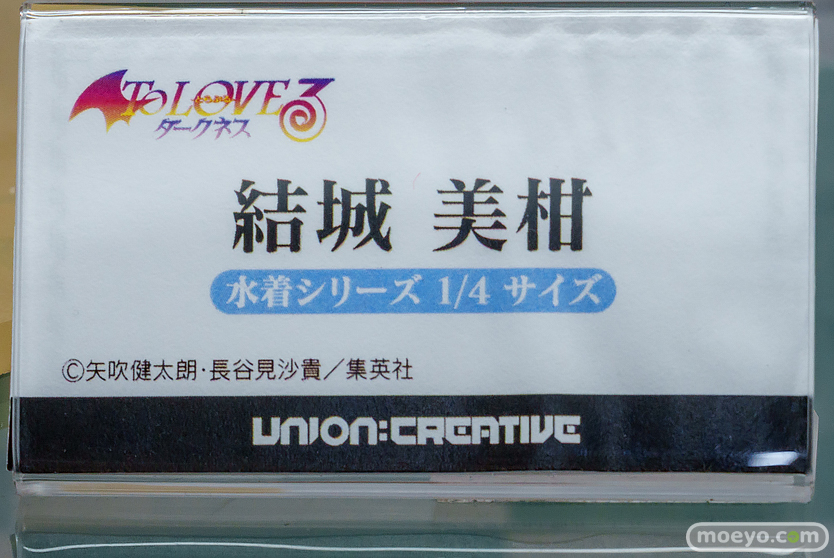 To LOVEる
とらぶる
ダークネス
結城 美柑
水着シリーズ 1/4 サイズ
©矢吹健太朗・長谷見沙貴／集英社
UNION:CREATIVE
moeyo.com